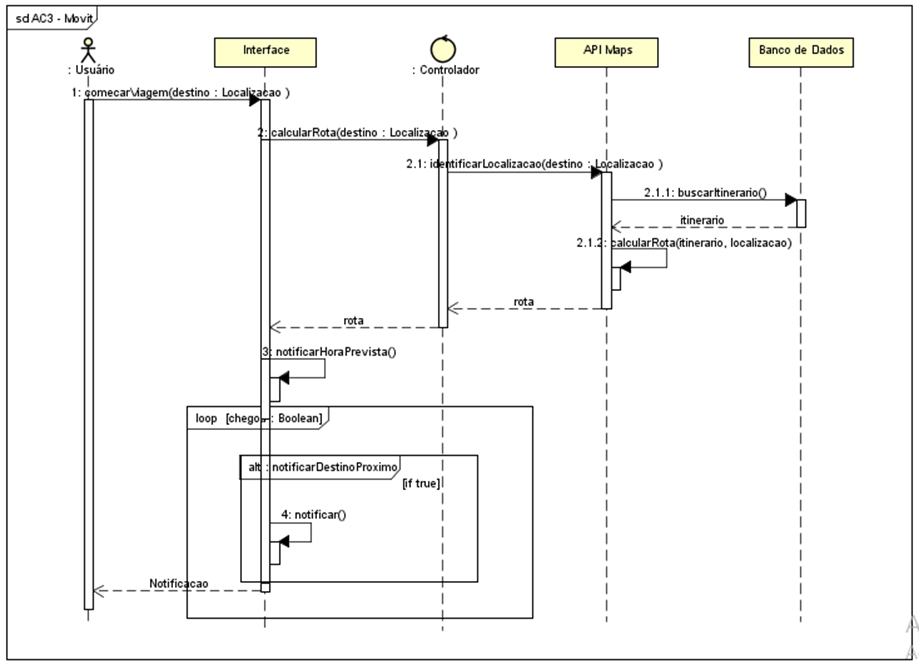 sd AC3 - Movit
: Usuário
Interface
: Controlador
API Maps
Banco de Dados
1: comecarViagem(destino : Localizacao )
2: calcularRota(destino : Localizacao )
2.1: identificarLocalizacao(destino : Localizacao )
2.1.1: buscarItinerario()
itinerario
2.1.2: calcularRota(itinerario, localizacao)
rota
rota
3: notificarHoraPrevista()
loop [chegou : Boolean]
alt : notificarDestinoProximo
[if true]
4: notificar()
Notificacao